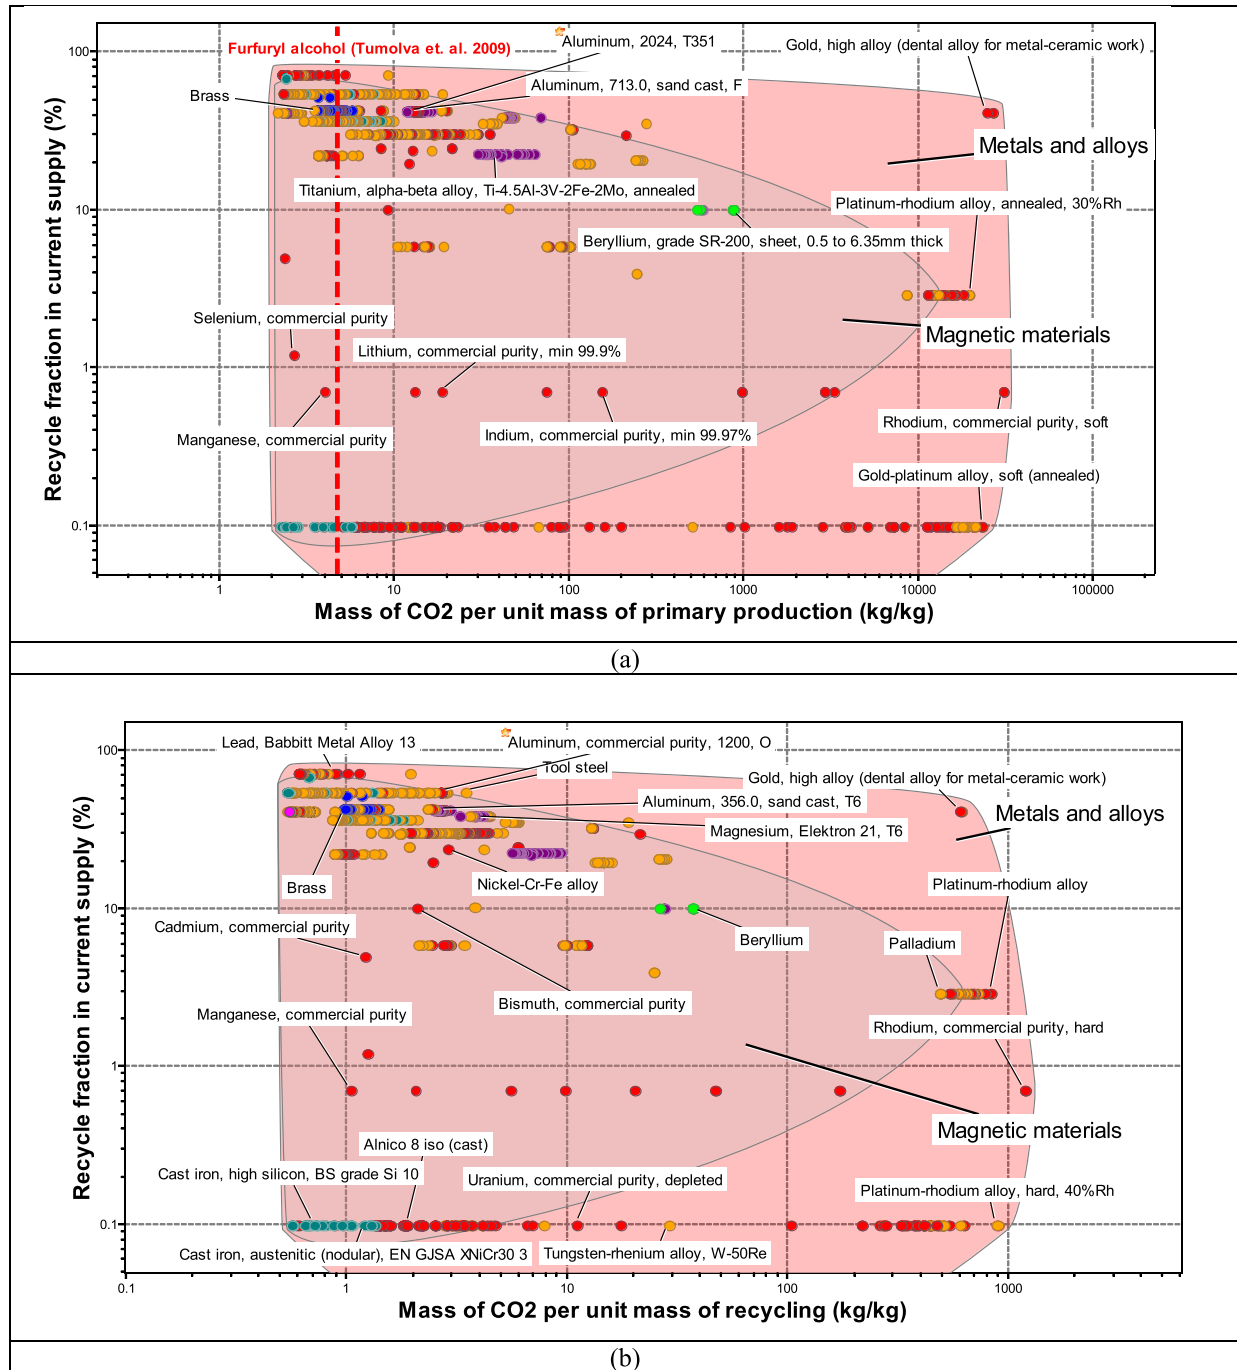 Furfuryl alcohol (Tumolva et. al. 2009)
Aluminum, 2024, T351
Gold, high alloy (dental alloy for metal-ceramic work)
Aluminum, 713.0, sand cast, F
Brass
Metals and alloys
Titanium, alpha-beta alloy, Ti-4.5Al-3V-2Fe-2Mo, annealed
Platinum-rhodium alloy, annealed, 30%Rh
Beryllium, grade SR-200, sheet, 0.5 to 6.35mm thick
Selenium, commercial purity
Magnetic materials
Lithium, commercial purity, min 99.9%
Manganese, commercial purity
Indium, commercial purity, min 99.97%
Rhodium, commercial purity, soft
Gold-platinum alloy, soft (annealed)
Recycle fraction in current supply (%)
100
10
1
0.1
1
10
100
1000
10000
100000
Mass of CO2 per unit mass of primary production (kg/kg)
(a)
Lead, Babbitt Metal Alloy 13
Aluminum, commercial purity, 1200, O
Tool steel
Gold, high alloy (dental alloy for metal-ceramic work)
Aluminum, 356.0, sand cast, T6
Metals and alloys
Magnesium, Elektron 21, T6
Brass
Nickel-Cr-Fe alloy
Platinum-rhodium alloy
Cadmium, commercial purity
Beryllium
Palladium
Bismuth, commercial purity
Manganese, commercial purity
Rhodium, commercial purity, hard
Magnetic materials
Alnico 8 iso (cast)
Cast iron, high silicon, BS grade Si 10
Uranium, commercial purity, depleted
Platinum-rhodium alloy, hard, 40%Rh
Cast iron, austenitic (nodular), EN GJSA XNiCr30 3
Tungsten-rhenium alloy, W-50Re
Recycle fraction in current supply (%)
100
10
1
0.1
0.1
1
10
100
1000
Mass of CO2 per unit mass of recycling (kg/kg)
(b)